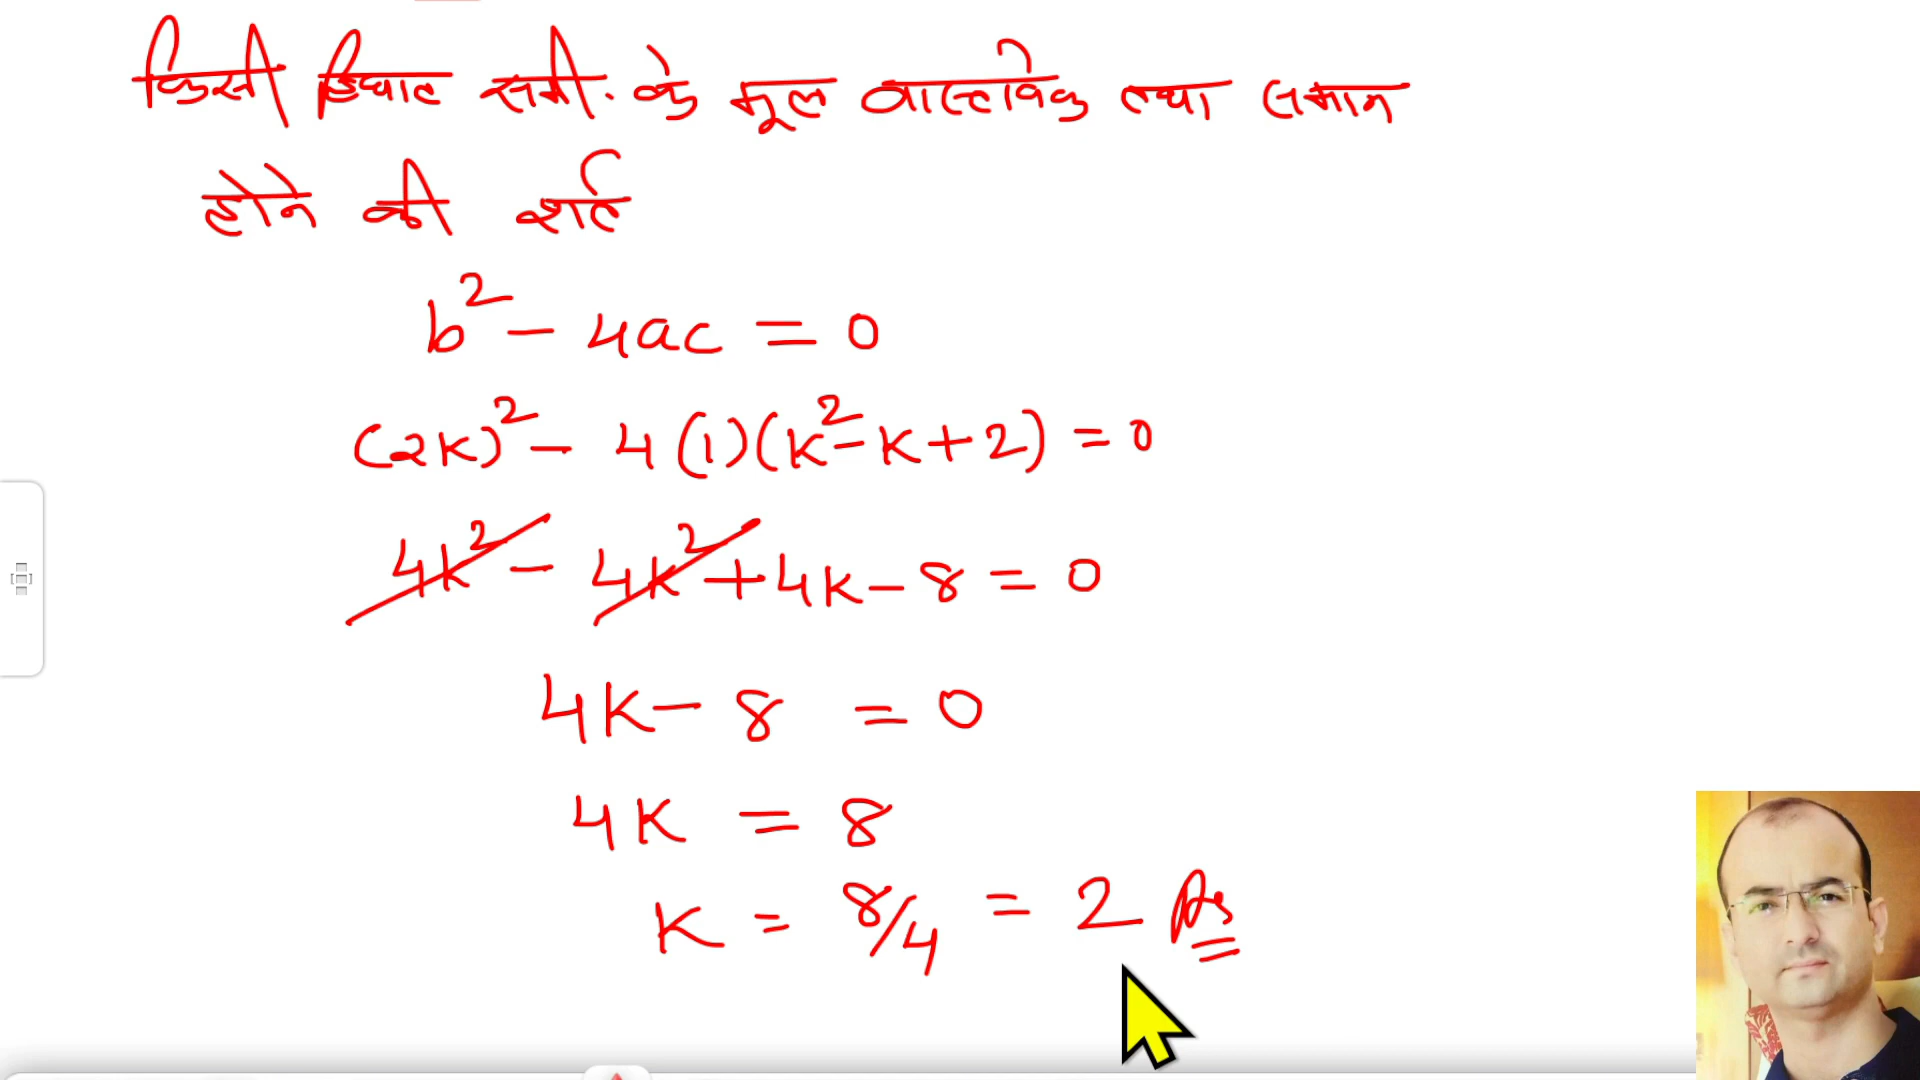 किसी द्विघात समी. के मूल वास्तविक तथा समान
होने की शर्त
b² - 4ac = 0
(2K)² - 4(1)(K² - K + 2) = 0
4K² - 4K² + 4K - 8 = 0
4K - 8 = 0
4K = 8
K = 8/4 = 2 As